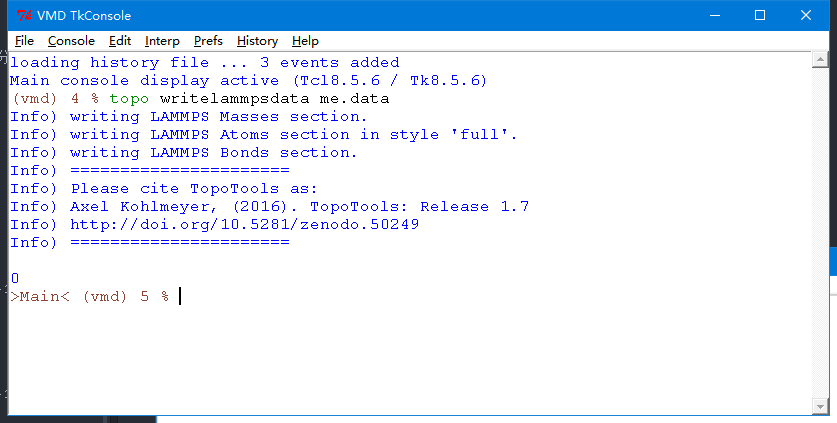 VMD TkConsole
File Console Edit Interp Prefs History Help
loading history file ... 3 events added
Main console display active (Tcl8.5.6 / Tk8.5.6)
(vmd) 4 % topo writelammpsdata me.data
Info) writing LAMMPS Masses section.
Info) writing LAMMPS Atoms section in style 'full'.
Info) writing LAMMPS Bonds section.
Info) ======================
Info) Please cite TopoTools as:
Info) Axel Kohlmeyer, (2016). TopoTools: Release 1.7
Info) http://doi.org/10.5281/zenodo.50249
Info) ======================
0
>Main< (vmd) 5 %